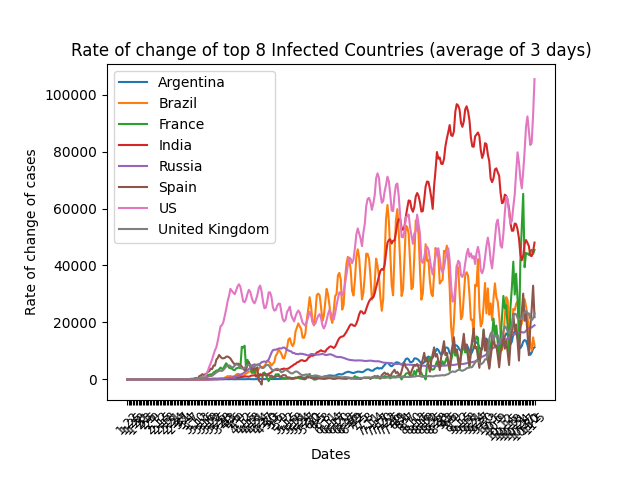 Rate of change of top 8 Infected Countries (average of 3 days)
Argentina
Brazil
France
India
Russia
Spain
US
United Kingdom
100000
80000
60000
40000
20000
0
Rate of change of cases
Dates